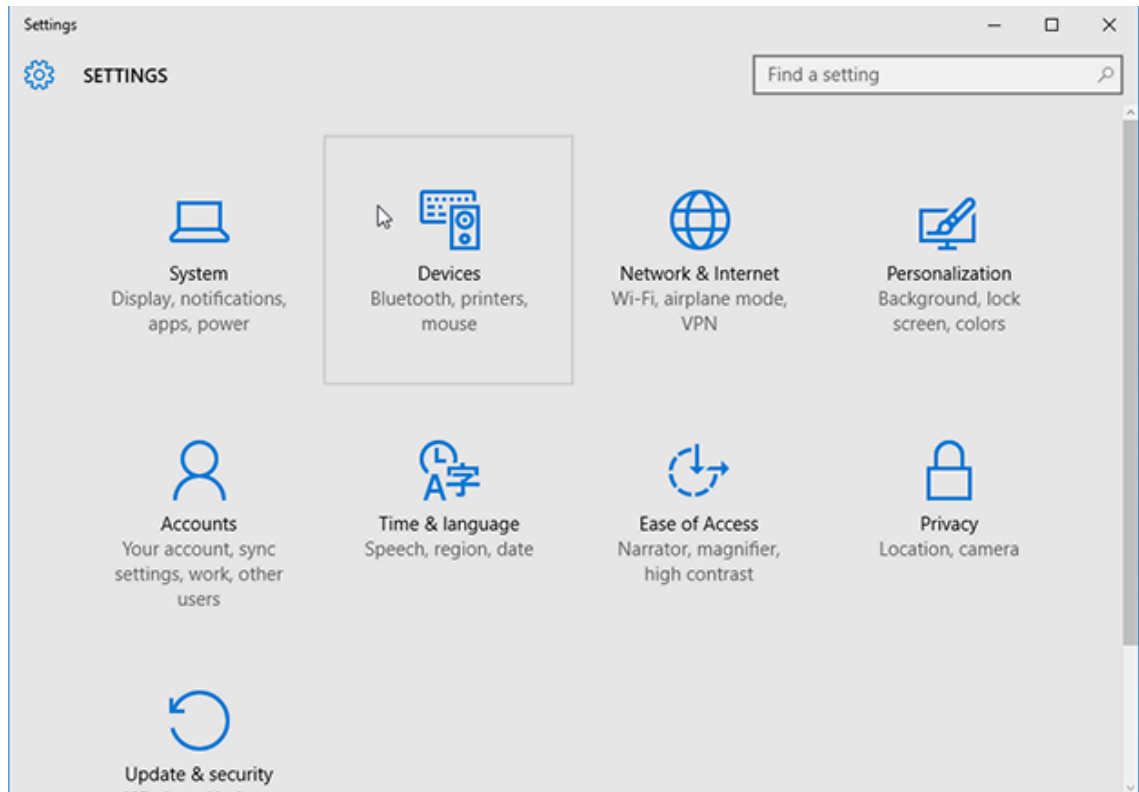 Settings
SETTINGS
Find a setting
System
Display, notifications,
apps, power
Devices
Bluetooth, printers,
mouse
Network & Internet
Wi-Fi, airplane mode,
VPN
Personalization
Background, lock
screen, colors
Accounts
Your account, sync
settings, work, other
users
A字
Time & language
Speech, region, date
Ease of Access
Narrator, magnifier,
high contrast
Privacy
Location, camera
Update & security